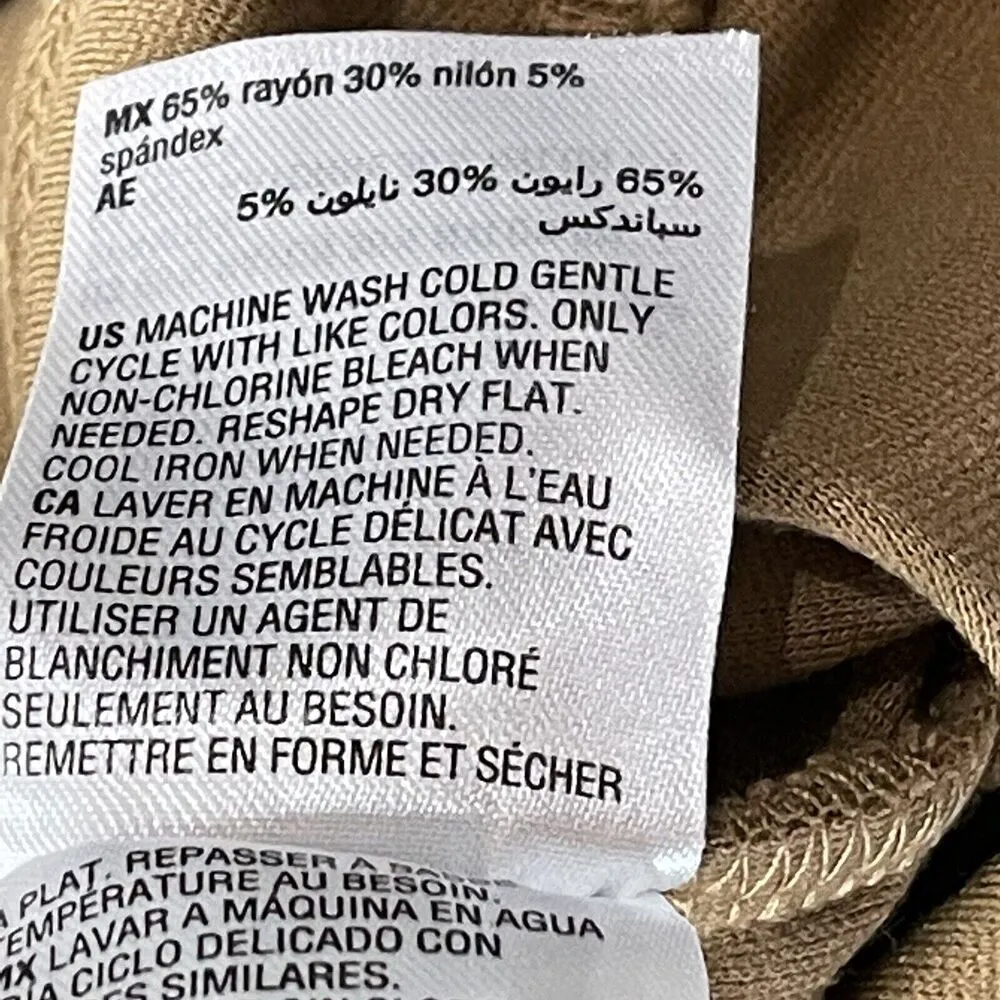 MX 65% rayón 30% nilón 5%
spándex
AE
65% رايون 30% نايلون 5%
سباندكس
US MACHINE WASH COLD GENTLE
CYCLE WITH LIKE COLORS. ONLY
NON-CHLORINE BLEACH WHEN
NEEDED. RESHAPE DRY FLAT.
COOL IRON WHEN NEEDED.
CA LAVER EN MACHINE À L'EAU
FROIDE AU CYCLE DÉLICAT AVEC
COULEURS SEMBLABLES.
UTILISER UN AGENT DE
BLANCHIMENT NON CHLORÉ
SEULEMENT AU BESOIN.
REMETTRE EN FORME ET SÉCHER
À PLAT. REPASSER À
TEMPÉRATURE AU BESOIN.
MX LAVAR A MÁQUINA EN AGUA
CICLO DELICADO CON
SIMILARES.